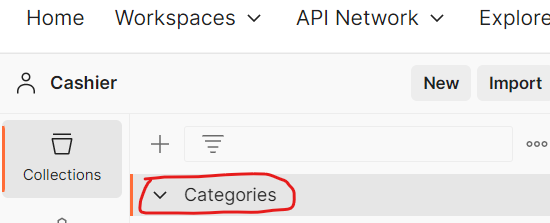 Home Workspaces API Network Explore
Cashier New Import
Collections
Categories